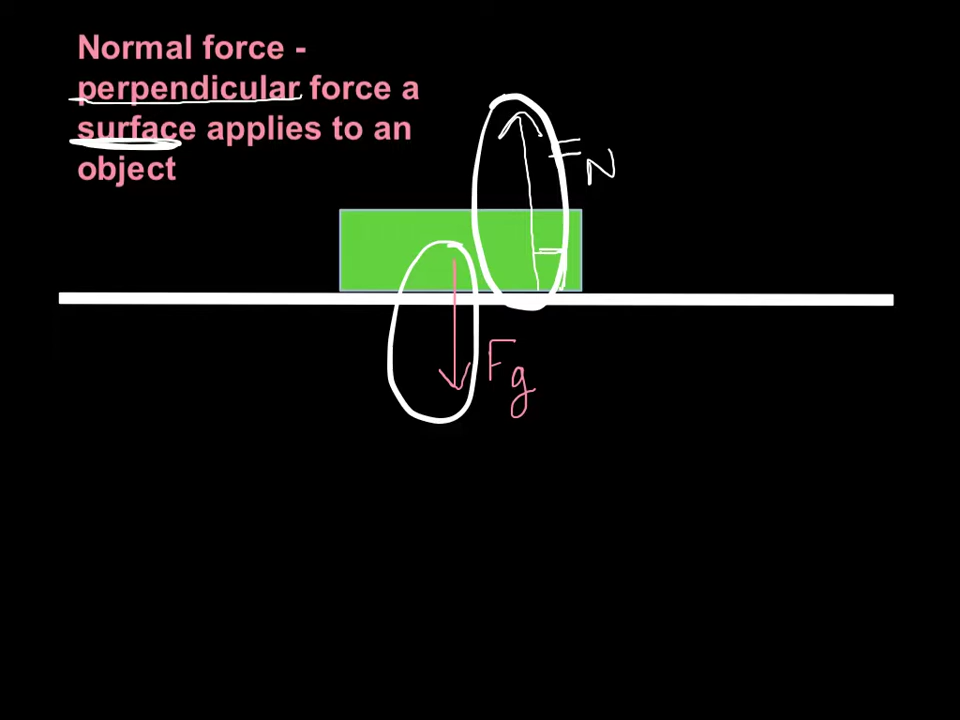 Normal force -
perpendicular force a
surface applies to an
object
FN
Fg